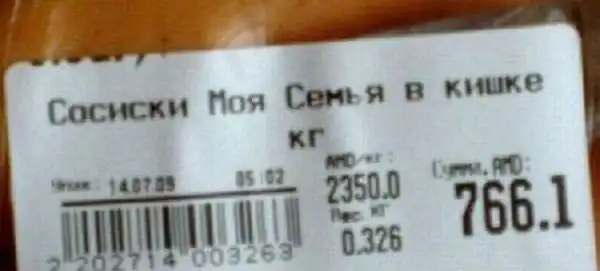 Сосиски Моя Семья в кишке
кг
Упак: 14.07.09 05:02
AMD/кг:
2350.0
Сумма.AMD:
766.1
Вес. кг
0.326
2 202714 003263